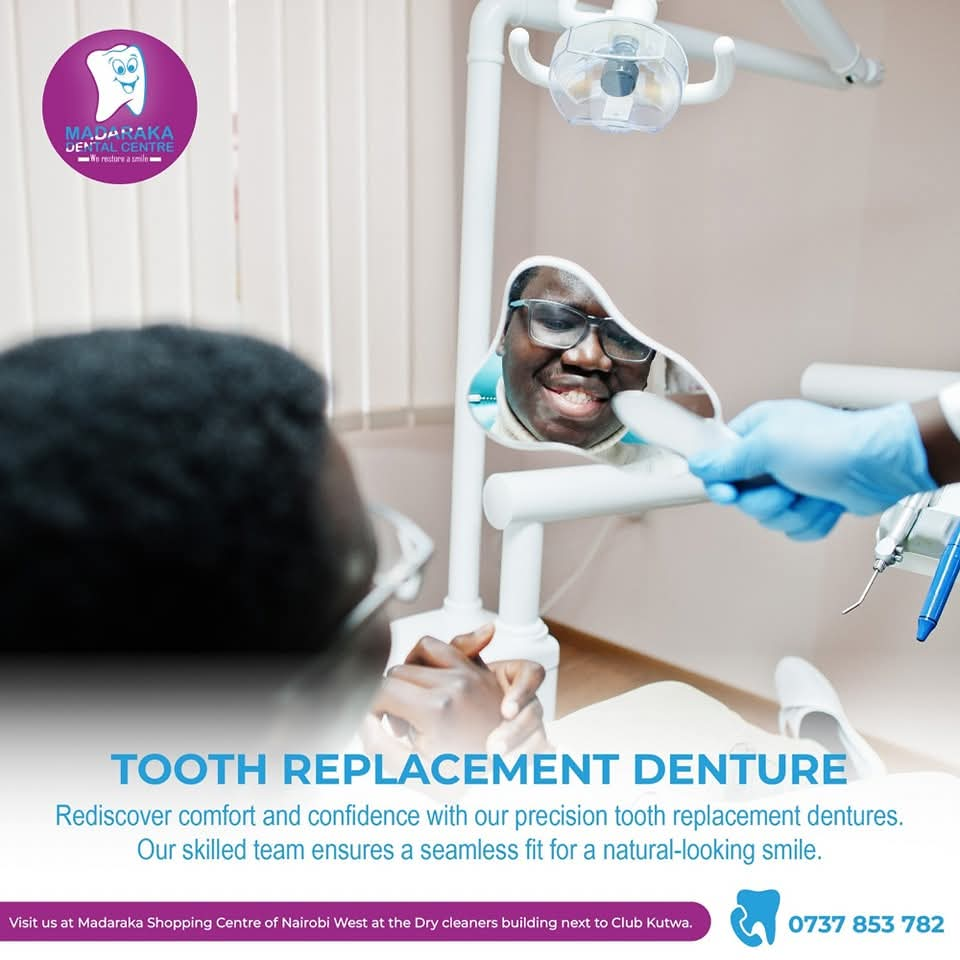 MADARAKA
DENTAL CENTRE
We restore a smile
TOOTH REPLACEMENT DENTURE
Rediscover comfort and confidence with our precision tooth replacement dentures.
Our skilled team ensures a seamless fit for a natural-looking smile.
Visit us at Madaraka Shopping Centre of Nairobi West at the Dry cleaners building next to Club Kutwa.
0737 853 782